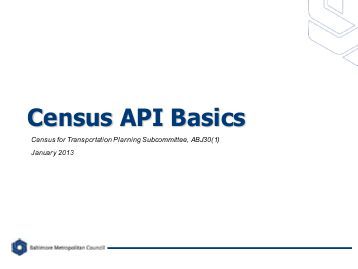 Census API Basics
Census for Transportation Planning Subcommittee, ABJ30(1)
January 2013
Baltimore Metropolitan Council